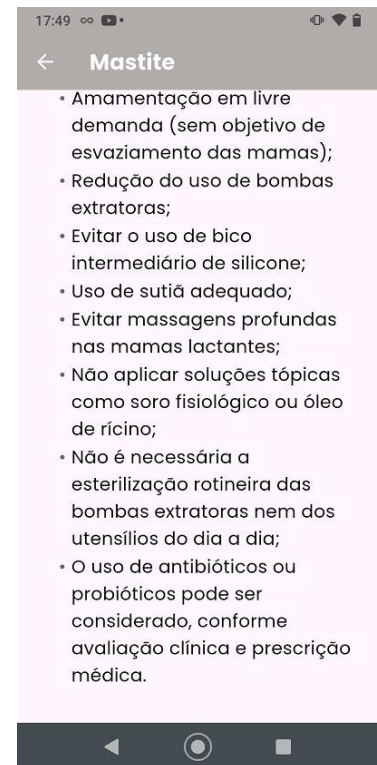 17:49
Mastite
• Amamentação em livre
demanda (sem objetivo de
esvaziamento das mamas);
• Redução do uso de bombas
extratoras;
• Evitar o uso de bico
intermediário de silicone;
• Uso de sutiã adequado;
• Evitar massagens profundas
nas mamas lactantes;
• Não aplicar soluções tópicas
como soro fisiológico ou óleo
de rícino;
• Não é necessária a
esterilização rotineira das
bombas extratoras nem dos
utensílios do dia a dia;
• O uso de antibióticos ou
probióticos pode ser
considerado, conforme
avaliação clínica e prescrição
médica.